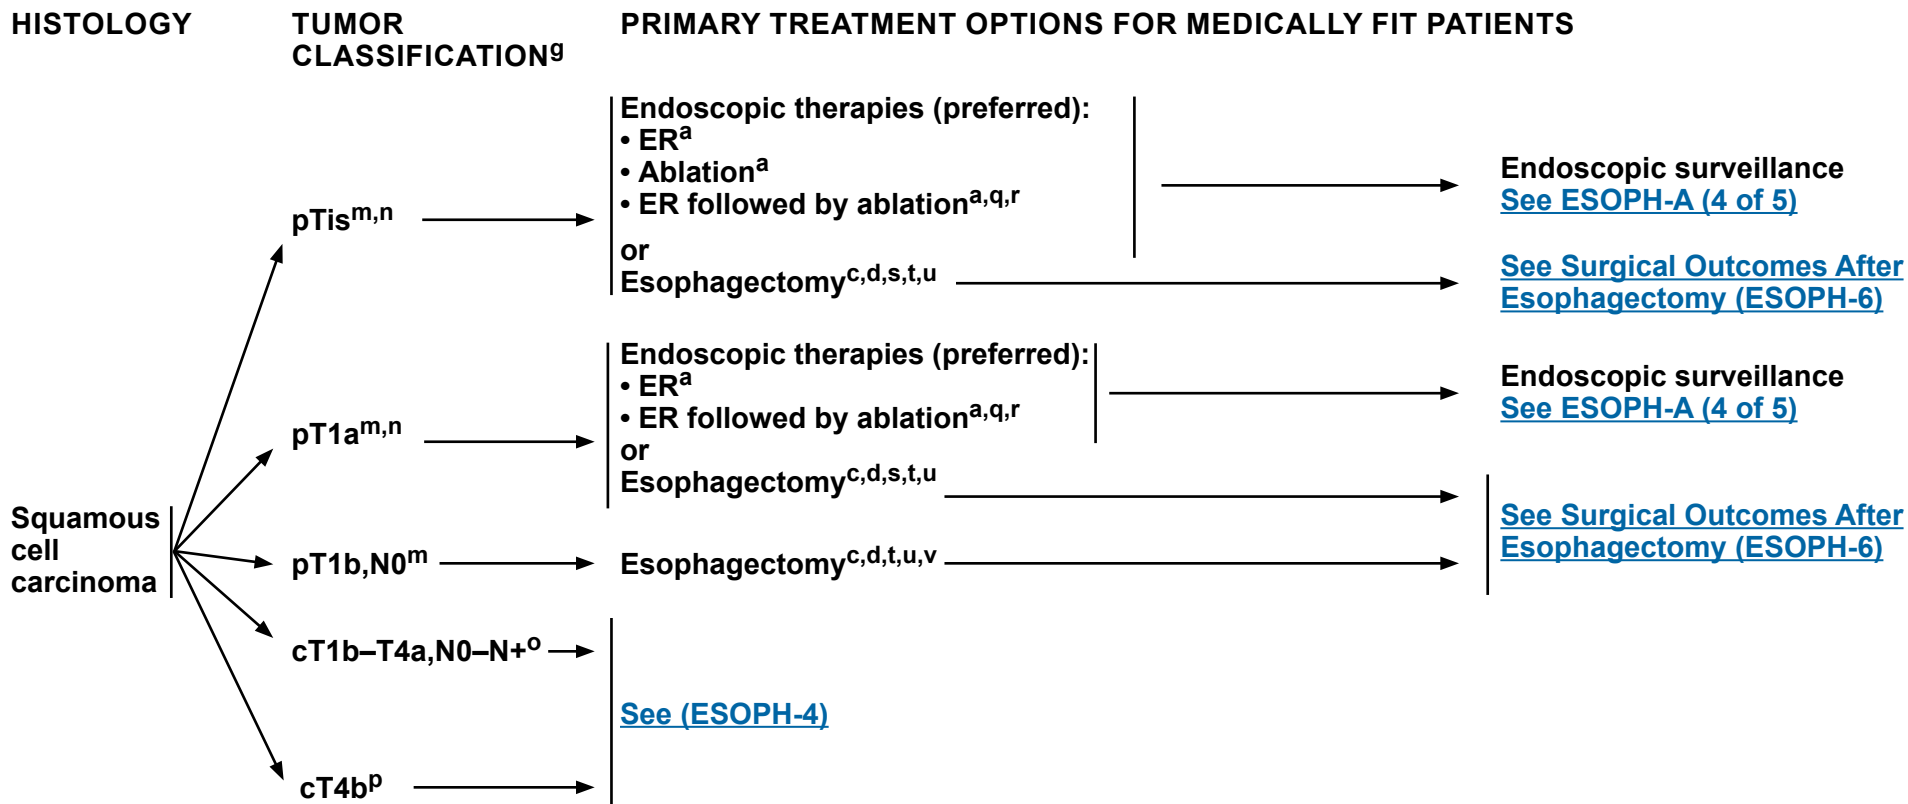 HISTOLOGY
TUMOR
CLASSIFICATIONg
PRIMARY TREATMENT OPTIONS FOR MEDICALLY FIT PATIENTS
Squamous
cell
carcinoma
pTism,n
Endoscopic therapies (preferred):
• ERa
• Ablationa
• ER followed by ablationa,q,r
or
Esophagectomyc,d,s,t,u
Endoscopic surveillance
See ESOPH-A (4 of 5)
See Surgical Outcomes After
Esophagectomy (ESOPH-6)
pT1am,n
Endoscopic therapies (preferred):
• ERa
• ER followed by ablationa,q,r
or
Esophagectomyc,d,s,t,u
Endoscopic surveillance
See ESOPH-A (4 of 5)
pT1b,N0m
Esophagectomyc,d,t,u,v
See Surgical Outcomes After
Esophagectomy (ESOPH-6)
cT1b–T4a,N0–N+o
cT4bp
See (ESOPH-4)